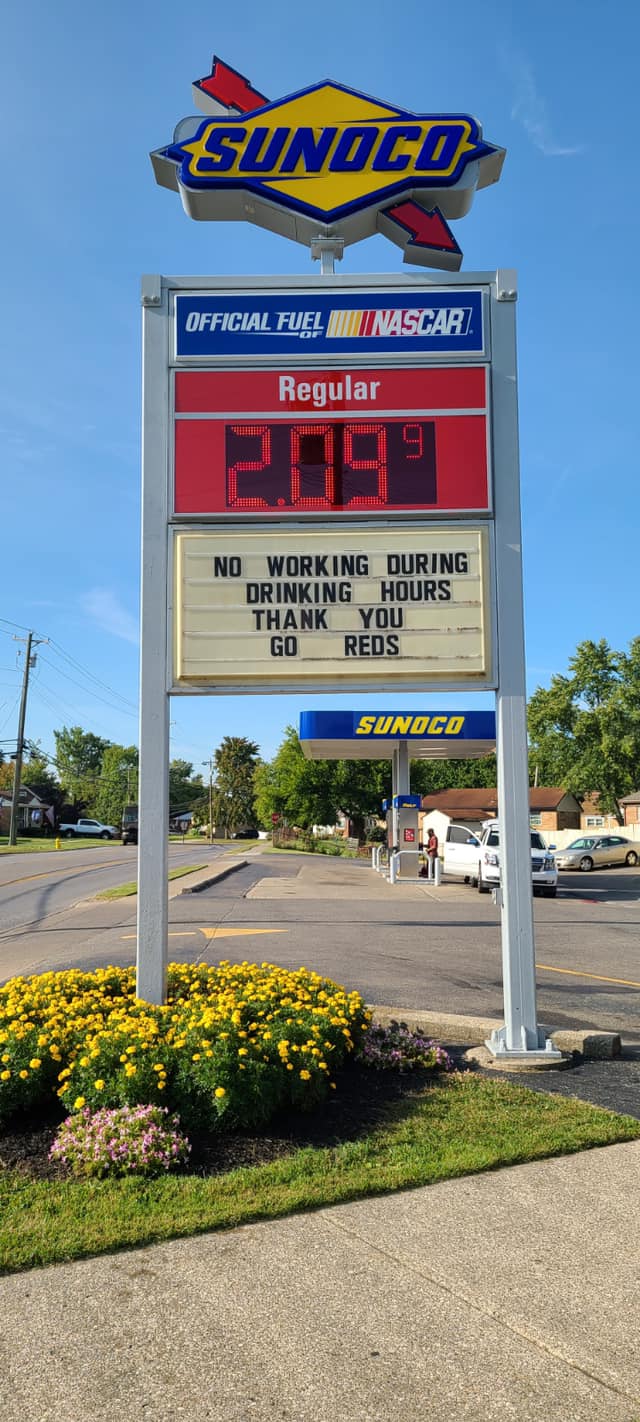 SUNOCO
OFFICIAL FUEL
OF
NASCAR
Regular
2.09 9
NO WORKING DURING
DRINKING HOURS
THANK YOU
GO REDS
SUNOCO